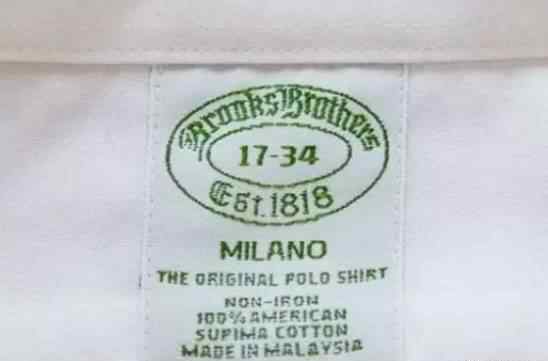 Brooks Brothers
17-34
Est. 1818
MILANO
THE ORIGINAL POLO SHIRT
NON-IRON
100% AMERICAN
SUPIMA COTTON
MADE IN MALAYSIA